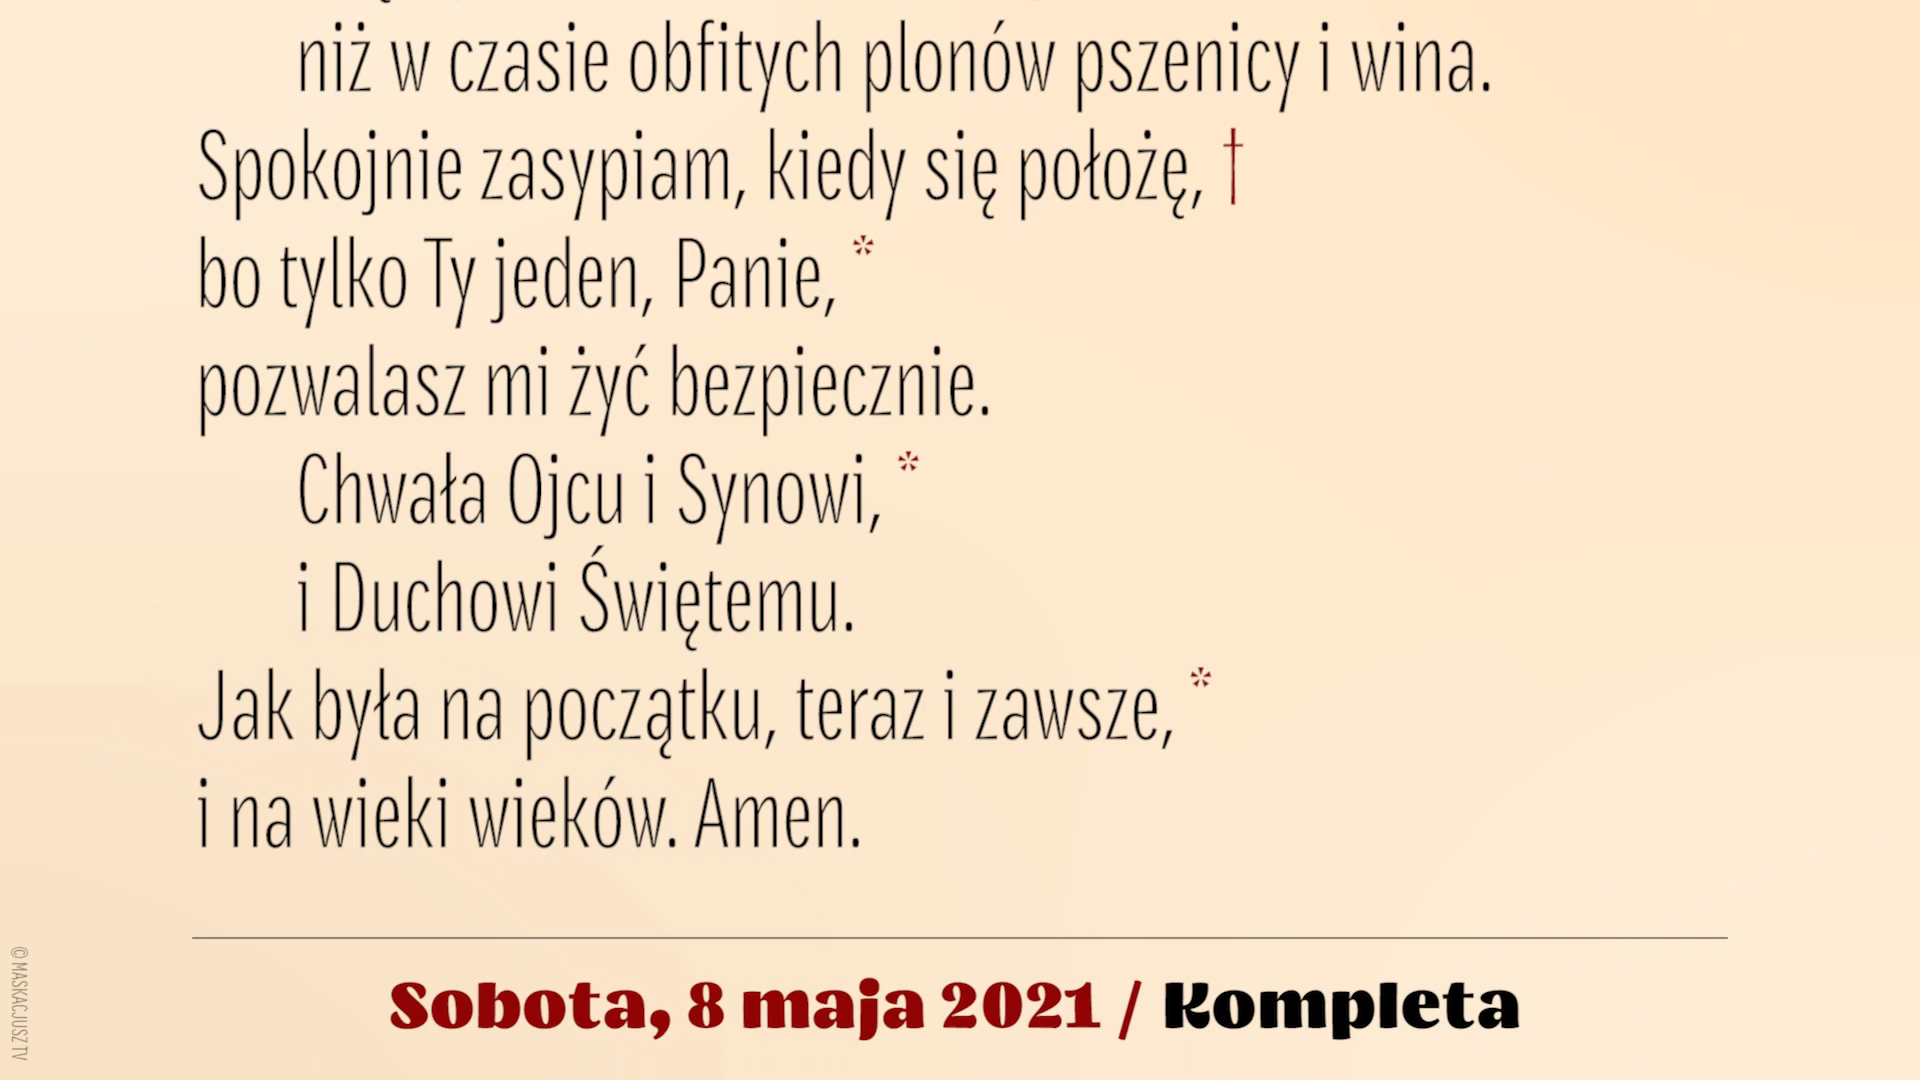 niż w czasie obfitych plonów pszenicy i wina.
Spokojnie zasypiam, kiedy się położę, †
bo tylko Ty jeden, Panie, *
pozwalasz mi żyć bezpiecznie.
Chwała Ojcu i Synowi, *
i Duchowi Świętemu.
Jak była na początku, teraz i zawsze, *
i na wieki wieków. Amen.
© MASKACJUSZ TV
Sobota, 8 maja 2021 / Kompleta